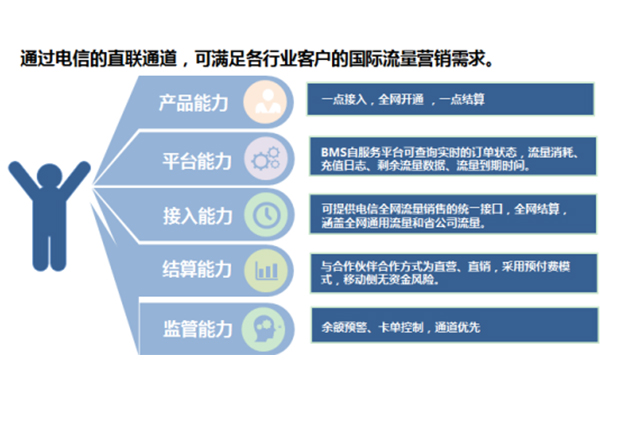 通过电信的直联通道，可满足各行业客户的国际流量营销需求。
产品能力
一点接入，全网开通 ，一点结算
平台能力
BMS自服务平台可查询实时的订单状态，流量消耗、
充值日志、剩余流量数据、流量到期时间。
接入能力
可提供电信全网流量销售的统一接口，全网结算，
涵盖全网通用流量和省公司流量。
结算能力
与合作伙伴合作方式为直营、直销，采用预付费模
式，移动侧无资金风险。
监管能力
余额预警、卡单控制，通道优先